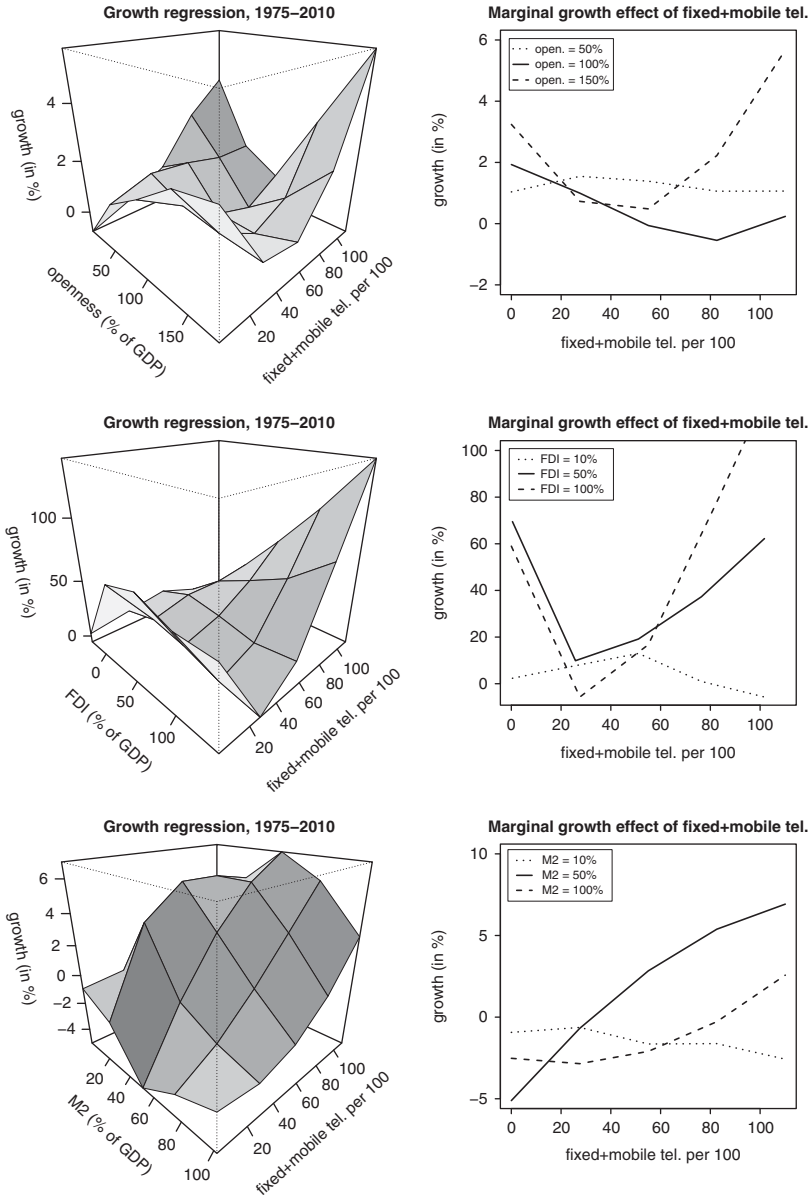 Growth regression, 1975–2010
growth (in %)
4
2
0
50
100
150
openness (% of GDP)
20
40
60
80
100
fixed+mobile tel. per 100
Marginal growth effect of fixed+mobile tel.
open. = 50%
open. = 100%
open. = 150%
growth (in %)
6
4
2
0
−2
0 20 40 60 80 100
fixed+mobile tel. per 100
Growth regression, 1975–2010
growth (in %)
100
50
0
0
50
100
FDI (% of GDP)
20
40
60
80
100
fixed+mobile tel. per 100
Marginal growth effect of fixed+mobile tel.
FDI = 10%
FDI = 50%
FDI = 100%
growth (in %)
100
80
60
40
20
0
0 20 40 60 80 100
fixed+mobile tel. per 100
Growth regression, 1975–2010
growth (in %)
6
4
2
0
−2
−4
20
40
60
80
100
M2 (% of GDP)
20
40
60
80
100
fixed+mobile tel. per 100
Marginal growth effect of fixed+mobile tel.
M2 = 10%
M2 = 50%
M2 = 100%
growth (in %)
10
5
0
−5
0 20 40 60 80 100
fixed+mobile tel. per 100